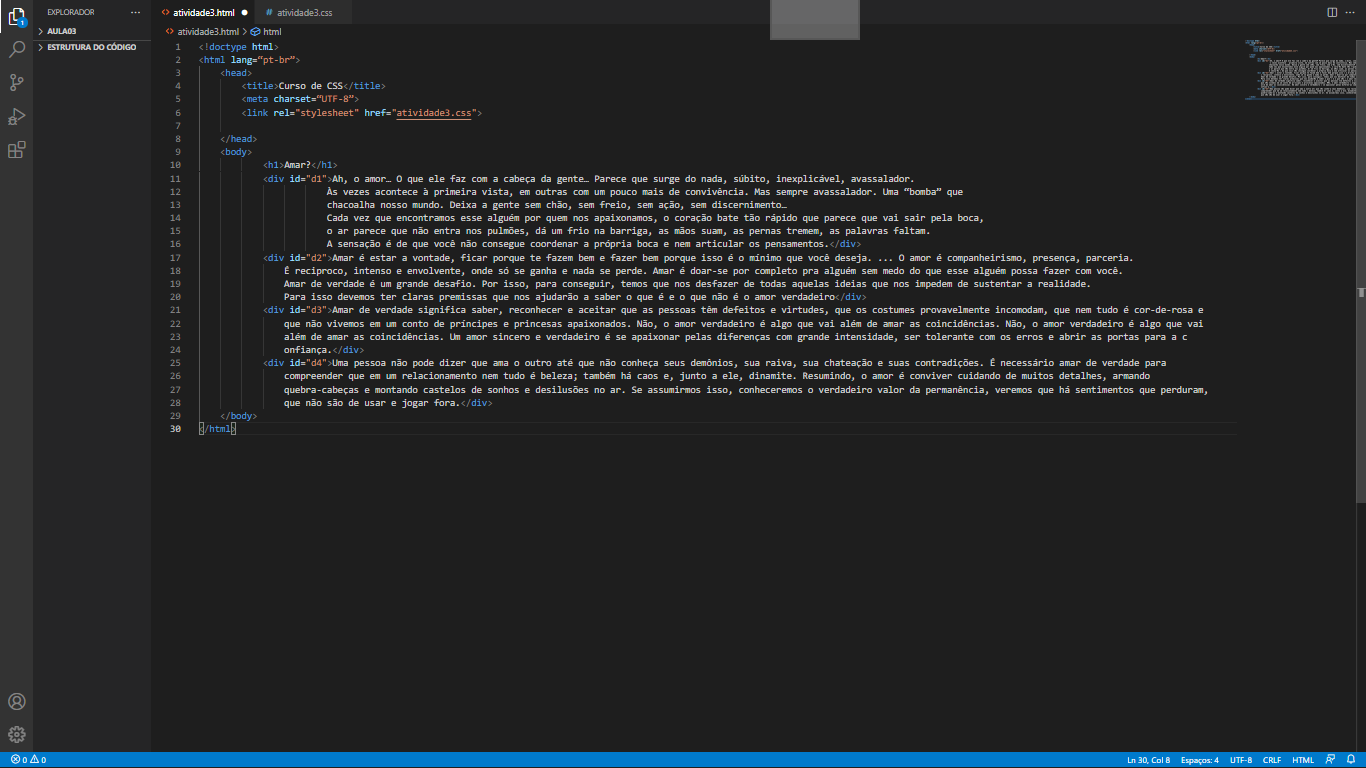 EXPLORADOR ···
1
AULA03
ESTRUTURA DO CÓDIGO
<> atividade3.html ● # atividade3.css
<> atividade3.html > html
1 <!doctype html>
2 <html lang=“pt-br”>
3 <head>
4 <title>Curso de CSS</title>
5 <meta charset=“UTF-8”>
6 <link rel="stylesheet" href="atividade3.css">
7
8 </head>
9 <body>
10 <h1>Amar?</h1>
11 <div id="d1">Ah, o amor… O que ele faz com a cabeça da gente… Parece que surge do nada, súbito, inexplicável, avassalador.
12 Às vezes acontece à primeira vista, em outras com um pouco mais de convivência. Mas sempre avassalador. Uma “bomba” que
13 chacoalha nosso mundo. Deixa a gente sem chão, sem freio, sem ação, sem discernimento…
14 Cada vez que encontramos esse alguém por quem nos apaixonamos, o coração bate tão rápido que parece que vai sair pela boca,
15 o ar parece que não entra nos pulmões, dá um frio na barriga, as mãos suam, as pernas tremem, as palavras faltam.
16 A sensação é de que você não consegue coordenar a própria boca e nem articular os pensamentos.</div>
17 <div id="d2">Amar é estar a vontade, ficar porque te fazem bem e fazer bem porque isso é o mínimo que você deseja. ... O amor é companheirismo, presença, parceria.
18 É recíproco, intenso e envolvente, onde só se ganha e nada se perde. Amar é doar-se por completo pra alguém sem medo do que esse alguém possa fazer com você.
19 Amar de verdade é um grande desafio. Por isso, para conseguir, temos que nos desfazer de todas aquelas ideias que nos impedem de sustentar a realidade.
20 Para isso devemos ter claras premissas que nos ajudarão a saber o que é e o que não é o amor verdadeiro</div>
21 <div id="d3">Amar de verdade significa saber, reconhecer e aceitar que as pessoas têm defeitos e virtudes, que os costumes provavelmente incomodam, que nem tudo é cor-de-rosa e
22 que não vivemos em um conto de príncipes e princesas apaixonados. Não, o amor verdadeiro é algo que vai além de amar as coincidências. Não, o amor verdadeiro é algo que vai
23 além de amar as coincidências. Um amor sincero e verdadeiro é se apaixonar pelas diferenças com grande intensidade, ser tolerante com os erros e abrir as portas para a c
24 onfiança.</div>
25 <div id="d4">Uma pessoa não pode dizer que ama o outro até que não conheça seus demônios, sua raiva, sua chateação e suas contradições. É necessário amar de verdade para
26 compreender que em um relacionamento nem tudo é beleza; também há caos e, junto a ele, dinamite. Resumindo, o amor é conviver cuidando de muitos detalhes, armando
27 quebra-cabeças e montando castelos de sonhos e desilusões no ar. Se assumirmos isso, conheceremos o verdadeiro valor da permanência, veremos que há sentimentos que perduram,
28 que não são de usar e jogar fora.</div>
29 </body>
30 </html>
0 0 Ln 30, Col 8 Espaços: 4 UTF-8 CRLF HTML